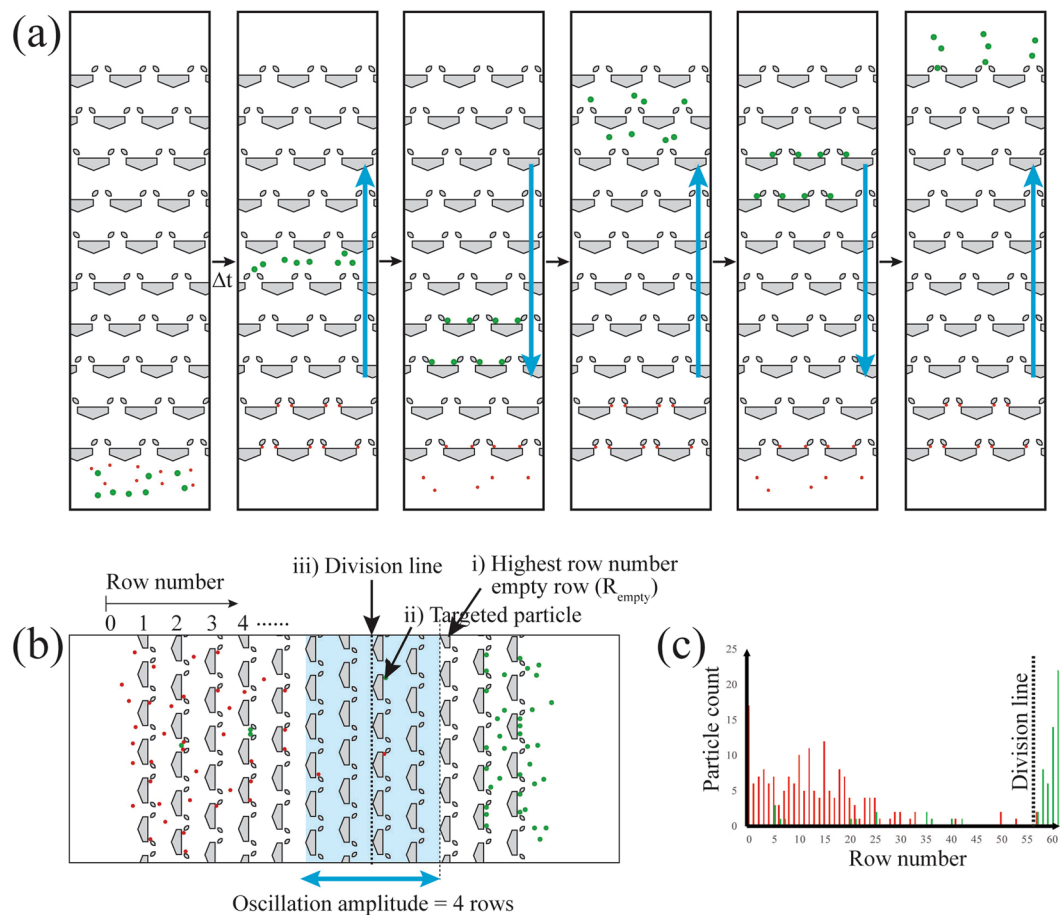 (a)
Δt
(b)
Row number
0 1 2 3 4 ......
iii) Division line
i) Highest row number
empty row (R_empty)
ii) Targeted particle
Oscillation amplitude = 4 rows
(c)
Particle count
25
20
15
10
5
0
Division line
0 5 10 15 20 25 30 35 40 45 50 55 60
Row number